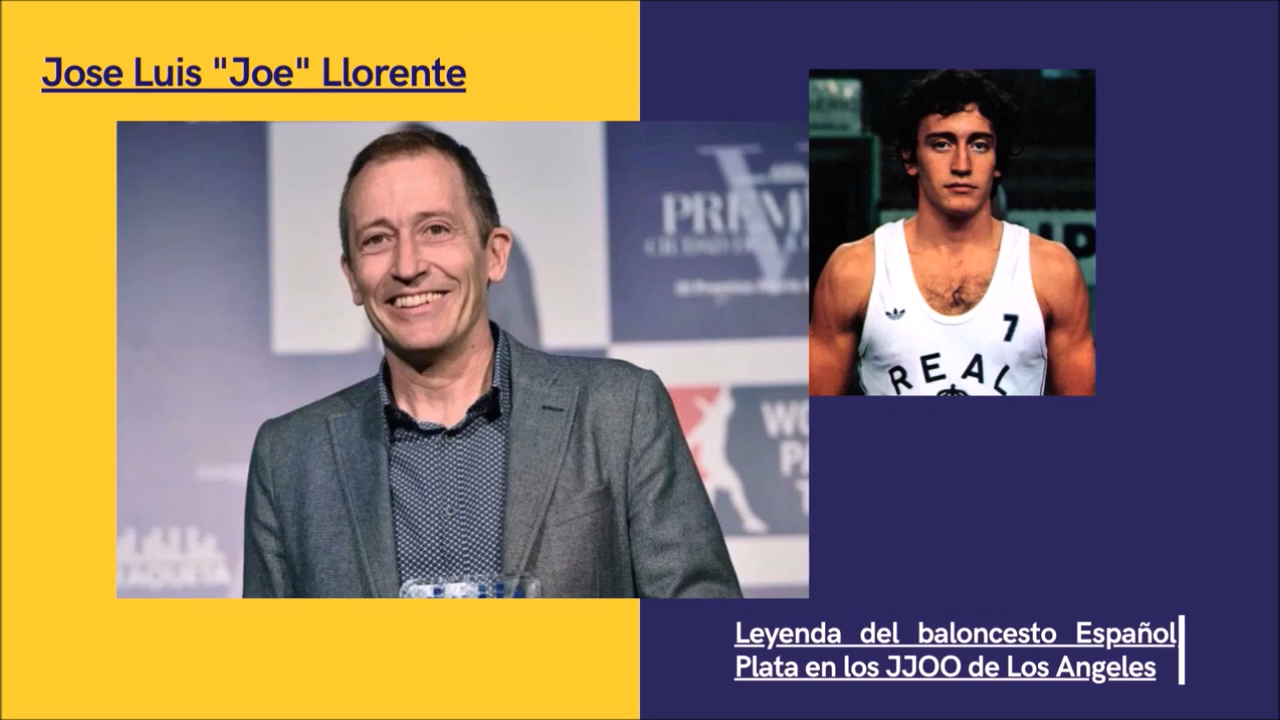 Jose Luis "Joe" Llorente
7
REAL
Leyenda del baloncesto Español
Plata en los JJOO de Los Angeles